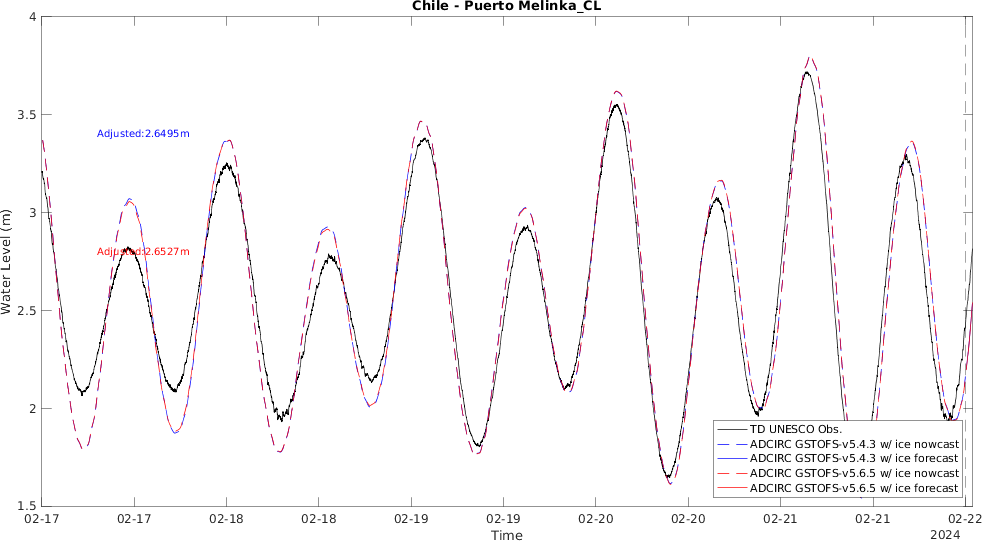 Chile - Puerto Melinka_CL
4
3.5
3
2.5
2
1.5
Water Level (m)
Adjusted:2.6495m
Adjusted:2.6527m
TD UNESCO Obs.
ADCIRC GSTOFS-v5.4.3 w/ ice nowcast
ADCIRC GSTOFS-v5.4.3 w/ ice forecast
ADCIRC GSTOFS-v5.6.5 w/ ice nowcast
ADCIRC GSTOFS-v5.6.5 w/ ice forecast
02-17 02-17 02-18 02-18 02-19 02-19 02-20 02-20 02-21 02-21 02-22
Time
2024